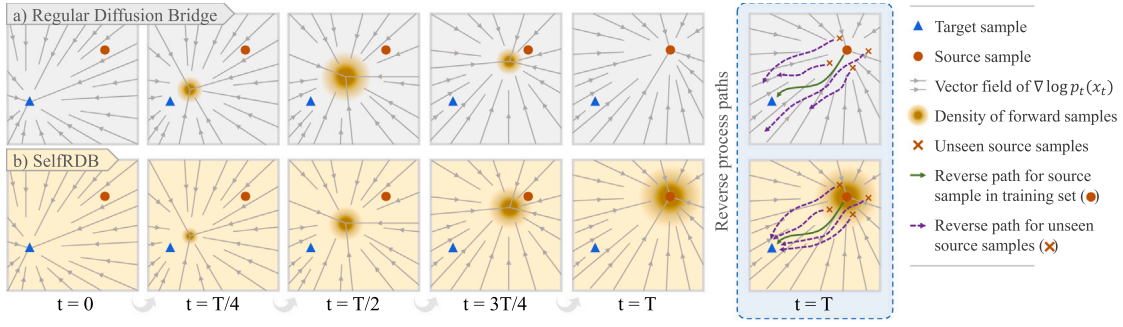 a) Regular Diffusion Bridge
b) SelfRDB
t = 0
t = T/4
t = T/2
t = 3T/4
t = T
Reverse process paths
t = T
Target sample
Source sample
Vector field of ∇ log pₜ(xₜ)
Density of forward samples
Unseen source samples
Reverse path for source
sample in training set (●)
Reverse path for unseen
source samples (×)